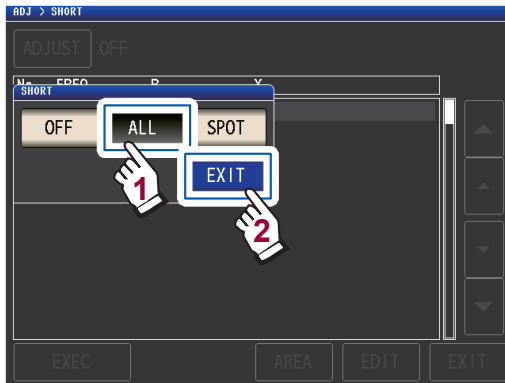 ADJ > SHORT
ADJUST OFF
No. FREQ R X
SHORT
OFF ALL SPOT
1
EXIT
2
EXEC AREA EDIT EXIT